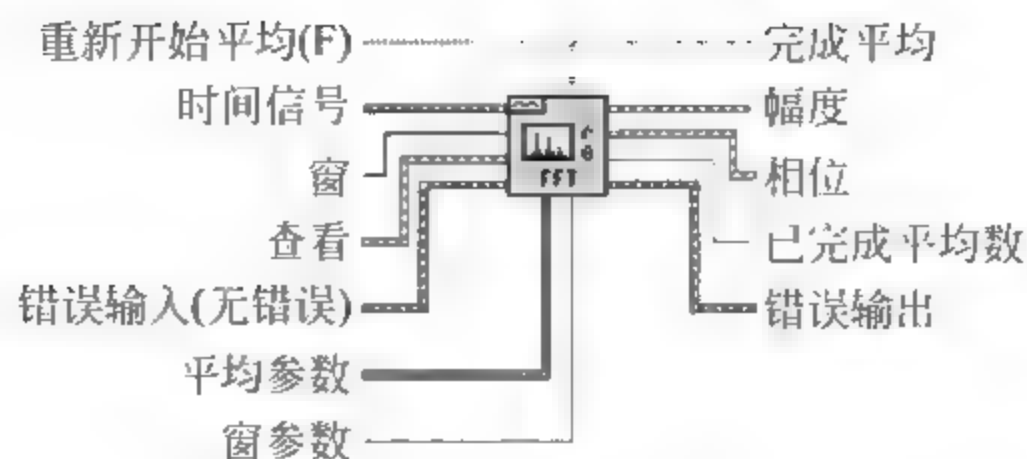 重新开始平均(F)
完成平均
时间信号
幅度
窗
相位
查看
已完成平均数
错误输入(无错误)
错误输出
平均参数
窗参数
r
θ
FFT